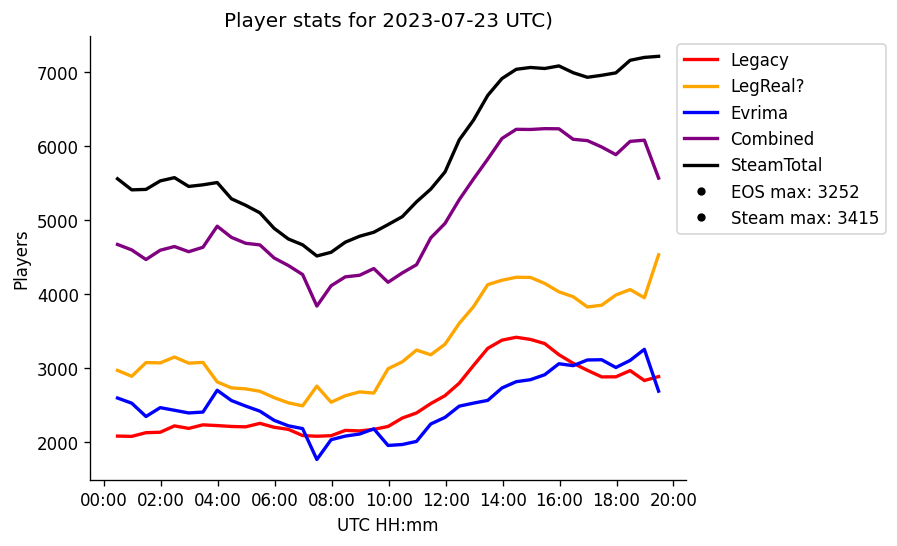 Player stats for 2023-07-23 UTC)
7000
6000
5000
4000
3000
2000
Players
00:00 02:00 04:00 06:00 08:00 10:00 12:00 14:00 16:00 18:00 20:00
UTC HH:mm
Legacy
LegReal?
Evrima
Combined
SteamTotal
EOS max: 3252
Steam max: 3415